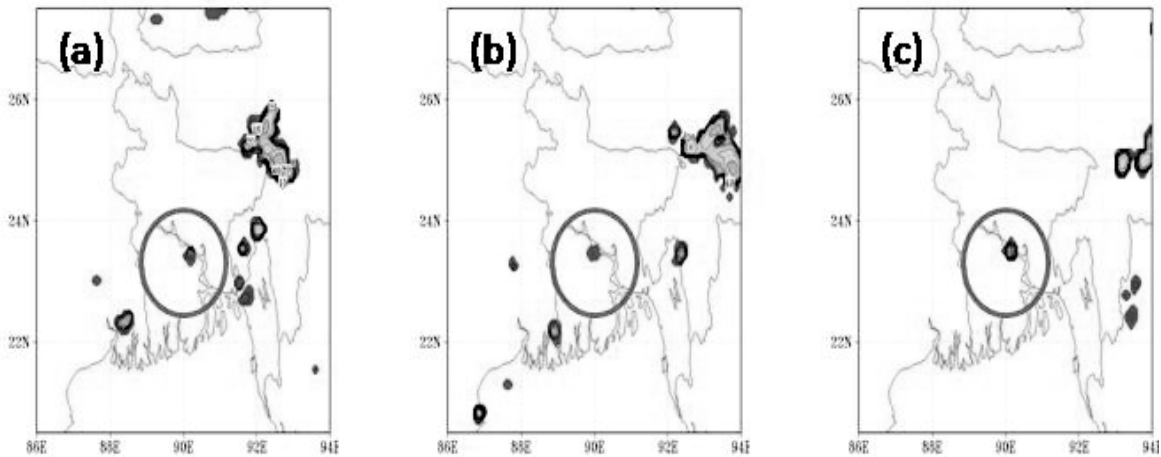 (a) (b) (c)
26N 26N 26N
24N 24N 24N
22N 22N 22N
86E 88E 90E 92E 94E 86E 88E 90E 92E 94E 86E 88E 90E 92E 94E